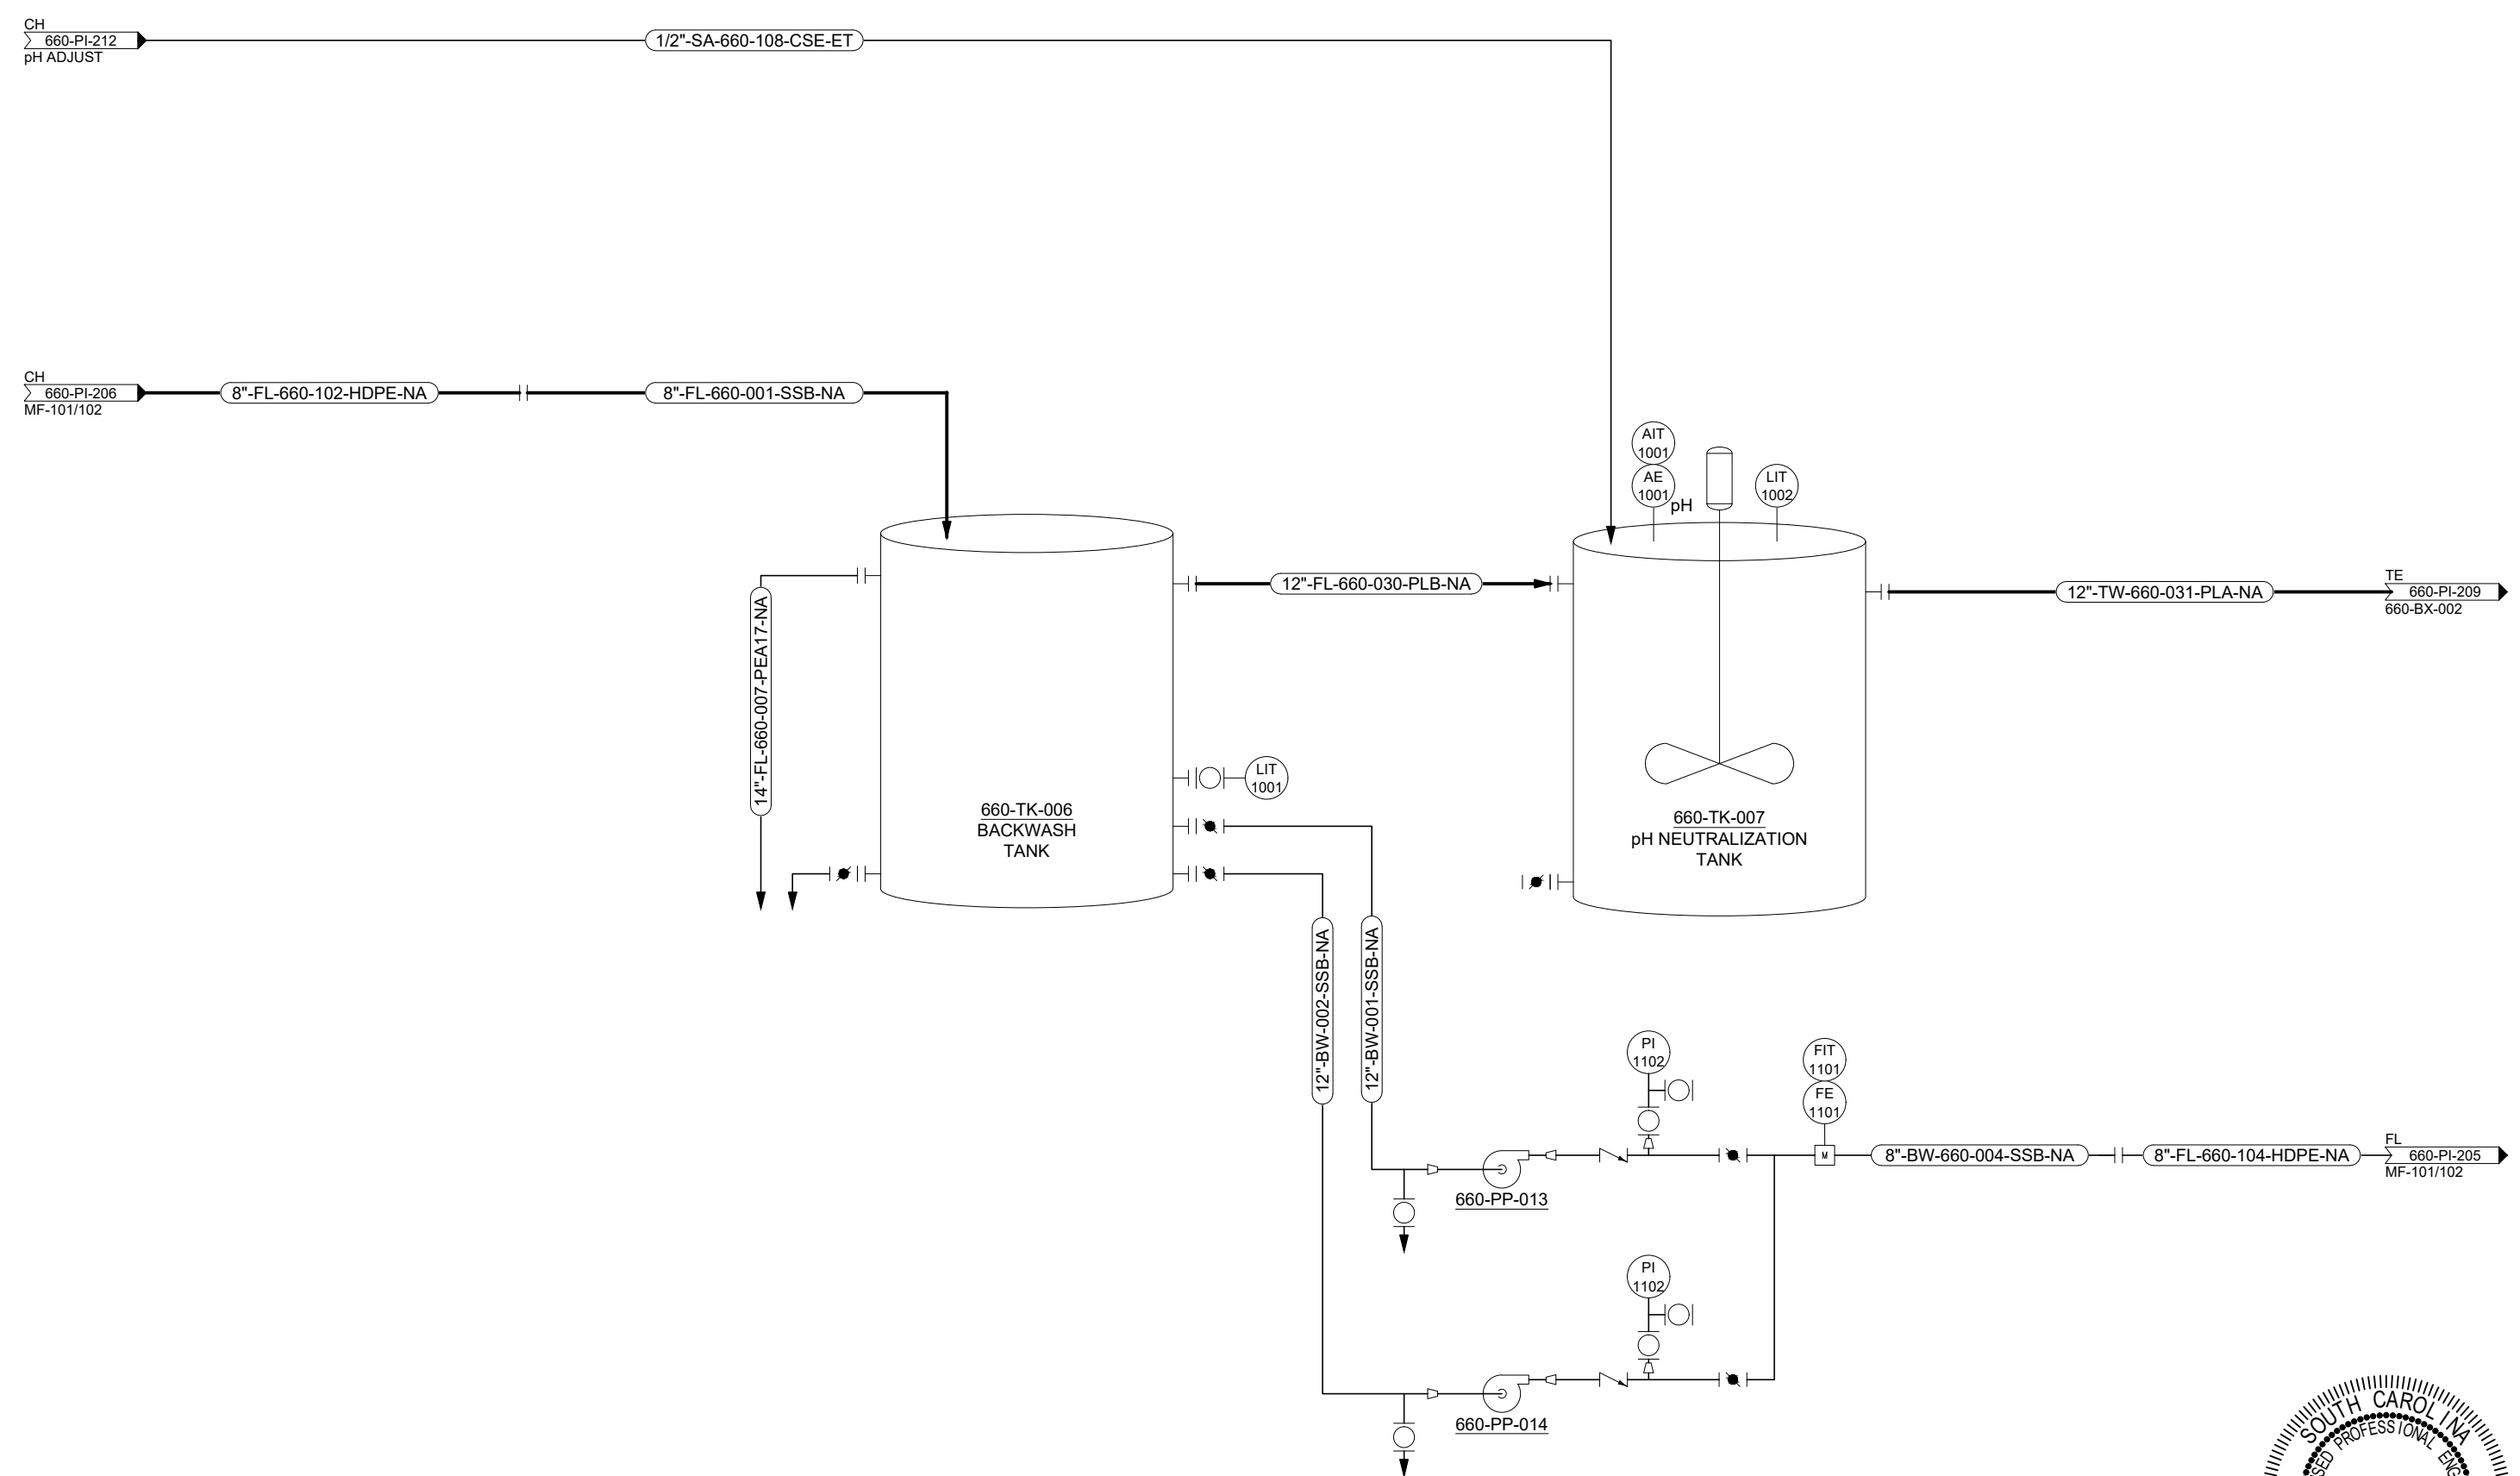 CH
660-PI-212
pH ADJUST
1/2"-SA-660-108-CSE-ET
CH
660-PI-206
MF-101/102
8"-FL-660-102-HDPE-NA
8"-FL-660-001-SSB-NA
AIT
1001
AE
1001
pH
LIT
1002
14"-FL-660-007-PEA17-NA
12"-FL-660-030-PLB-NA
12"-TW-660-031-PLA-NA
TE
660-PI-209
660-BX-002
LIT
1001
660-TK-006
BACKWASH
TANK
660-TK-007
pH NEUTRALIZATION
TANK
12"-BW-002-SSB-NA
12"-BW-001-SSB-NA
PI
1102
FIT
1101
FE
1101
M
8"-BW-660-004-SSB-NA
8"-FL-660-104-HDPE-NA
FL
660-PI-205
MF-101/102
660-PP-013
PI
1102
660-PP-014
SOUTH CAROLINA
PROFESSIONAL